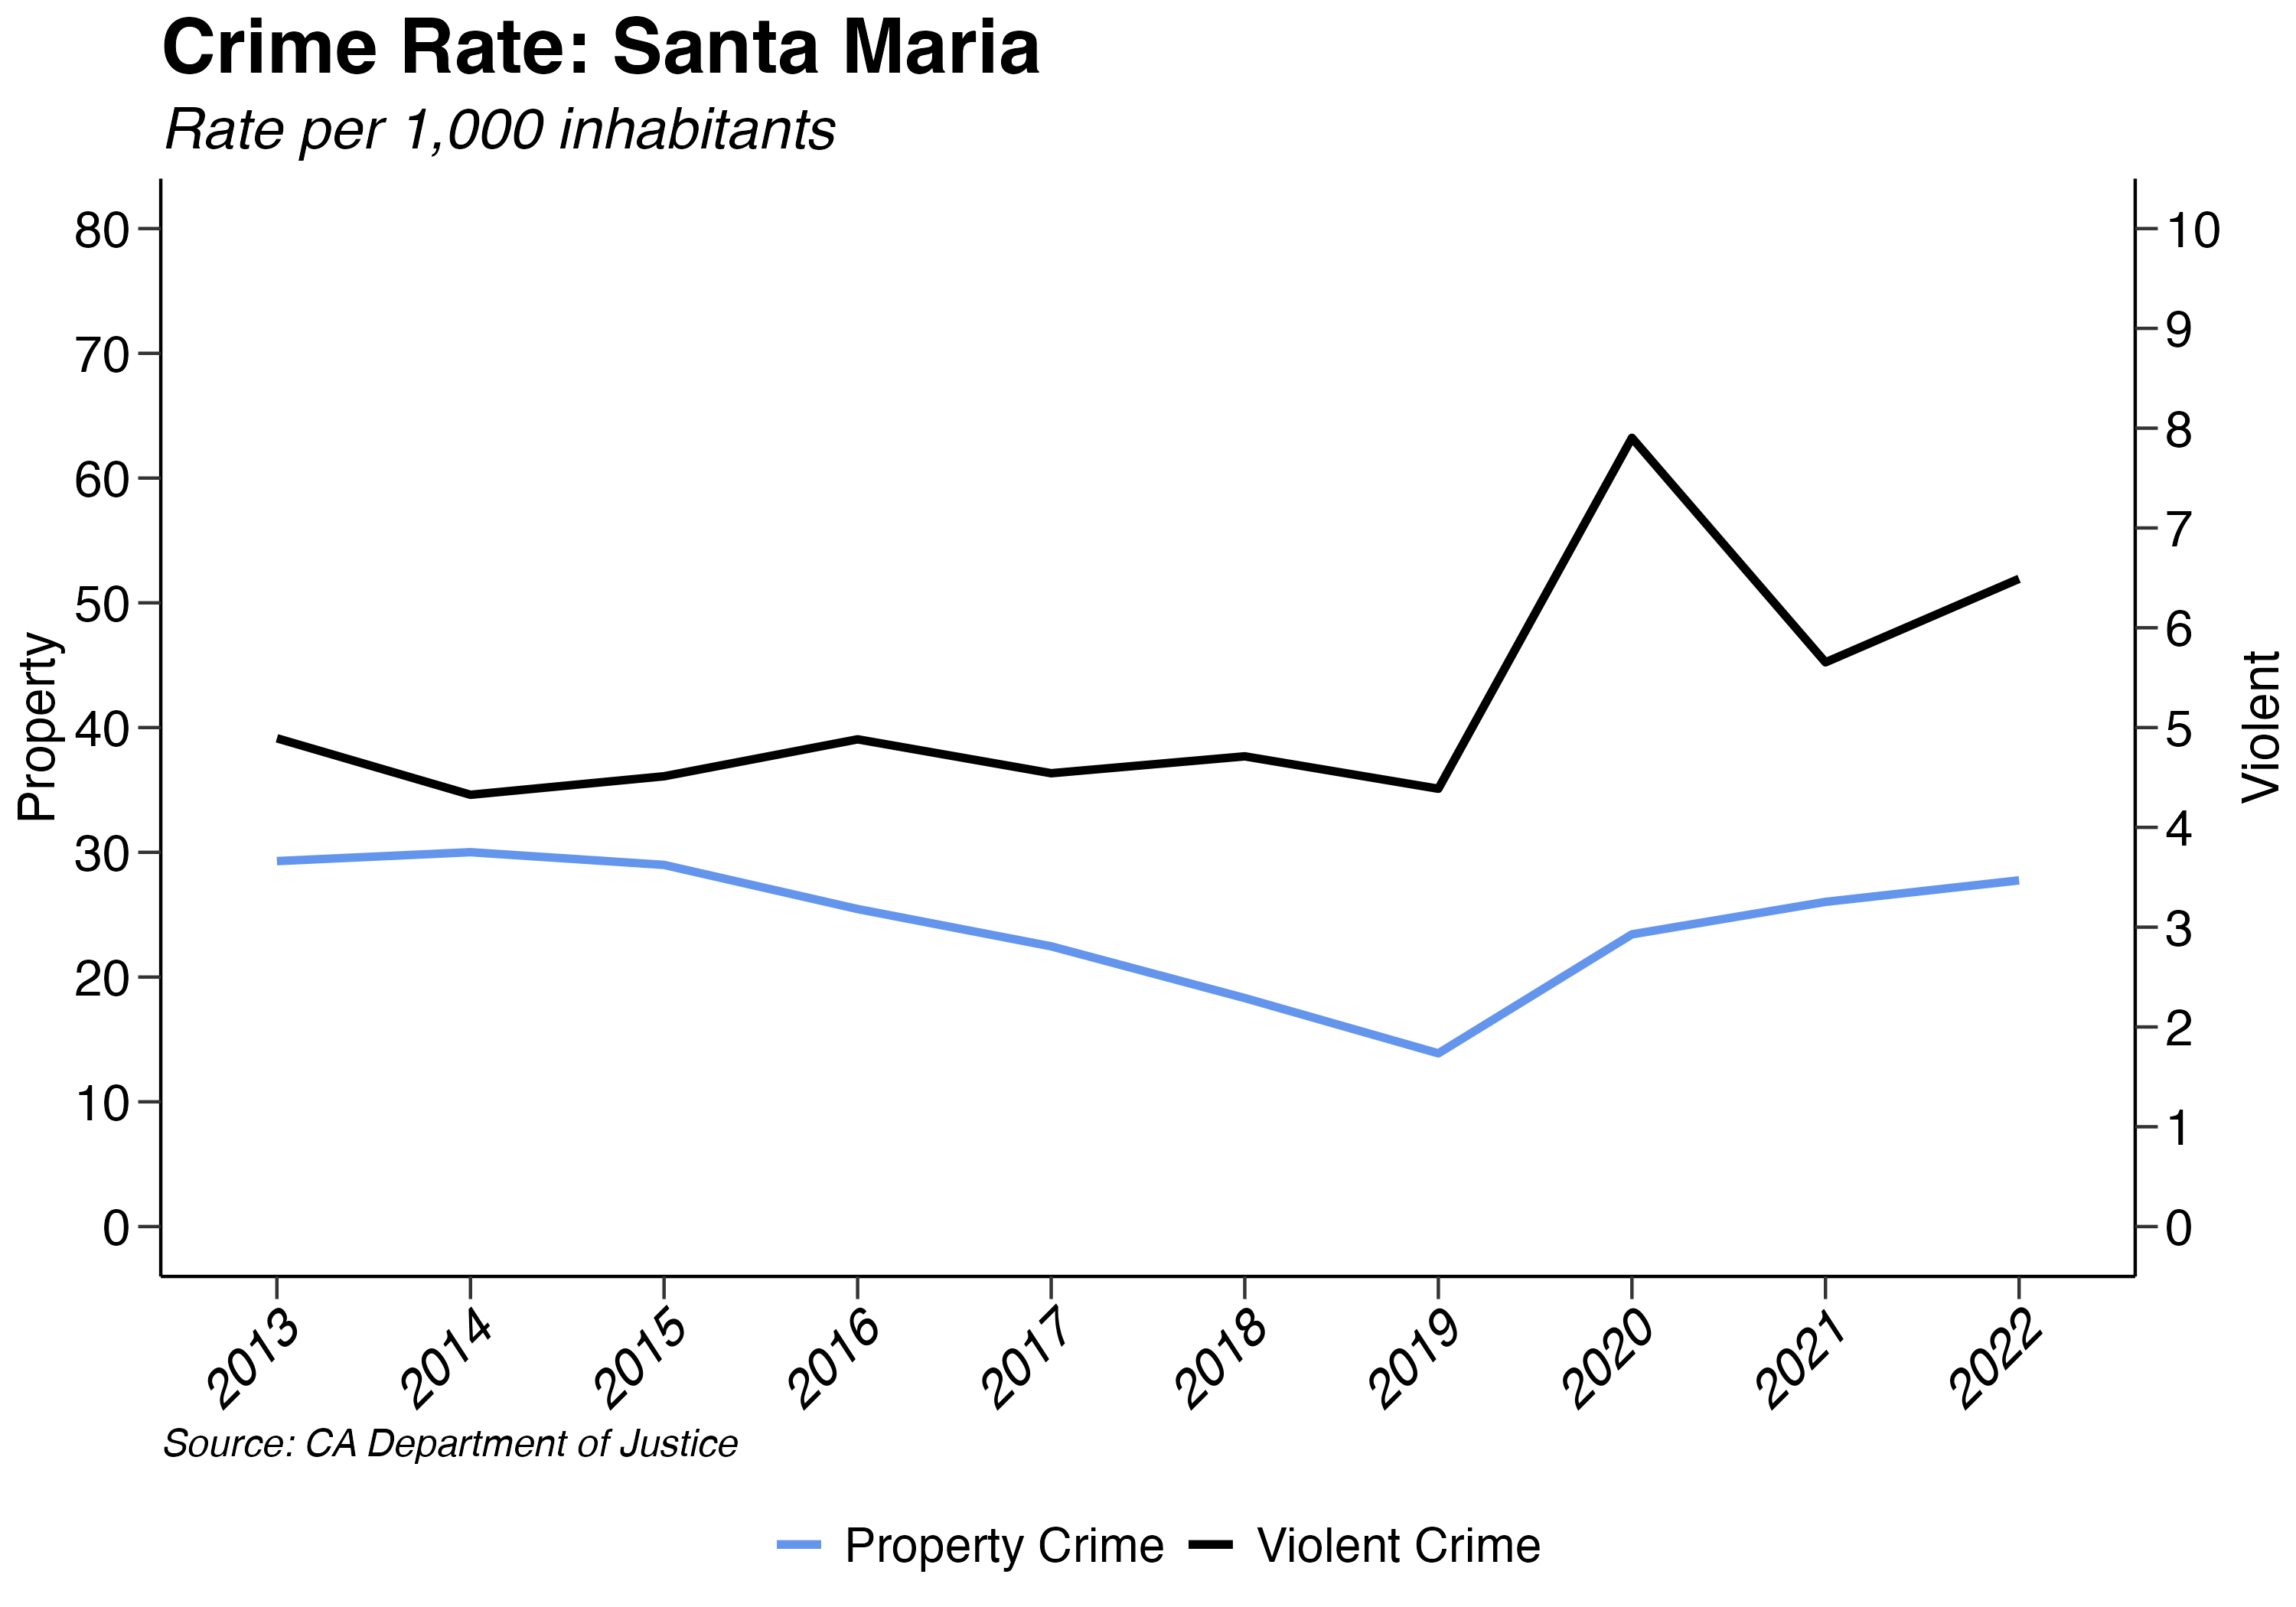 Crime Rate: Santa Maria
Rate per 1,000 inhabitants
Property
80
70
60
50
40
30
20
10
0
10
9
8
7
6
5
4
3
2
1
0
Violent
2013 2014 2015 2016 2017 2018 2019 2020 2021 2022
Source: CA Department of Justice
Property Crime Violent Crime